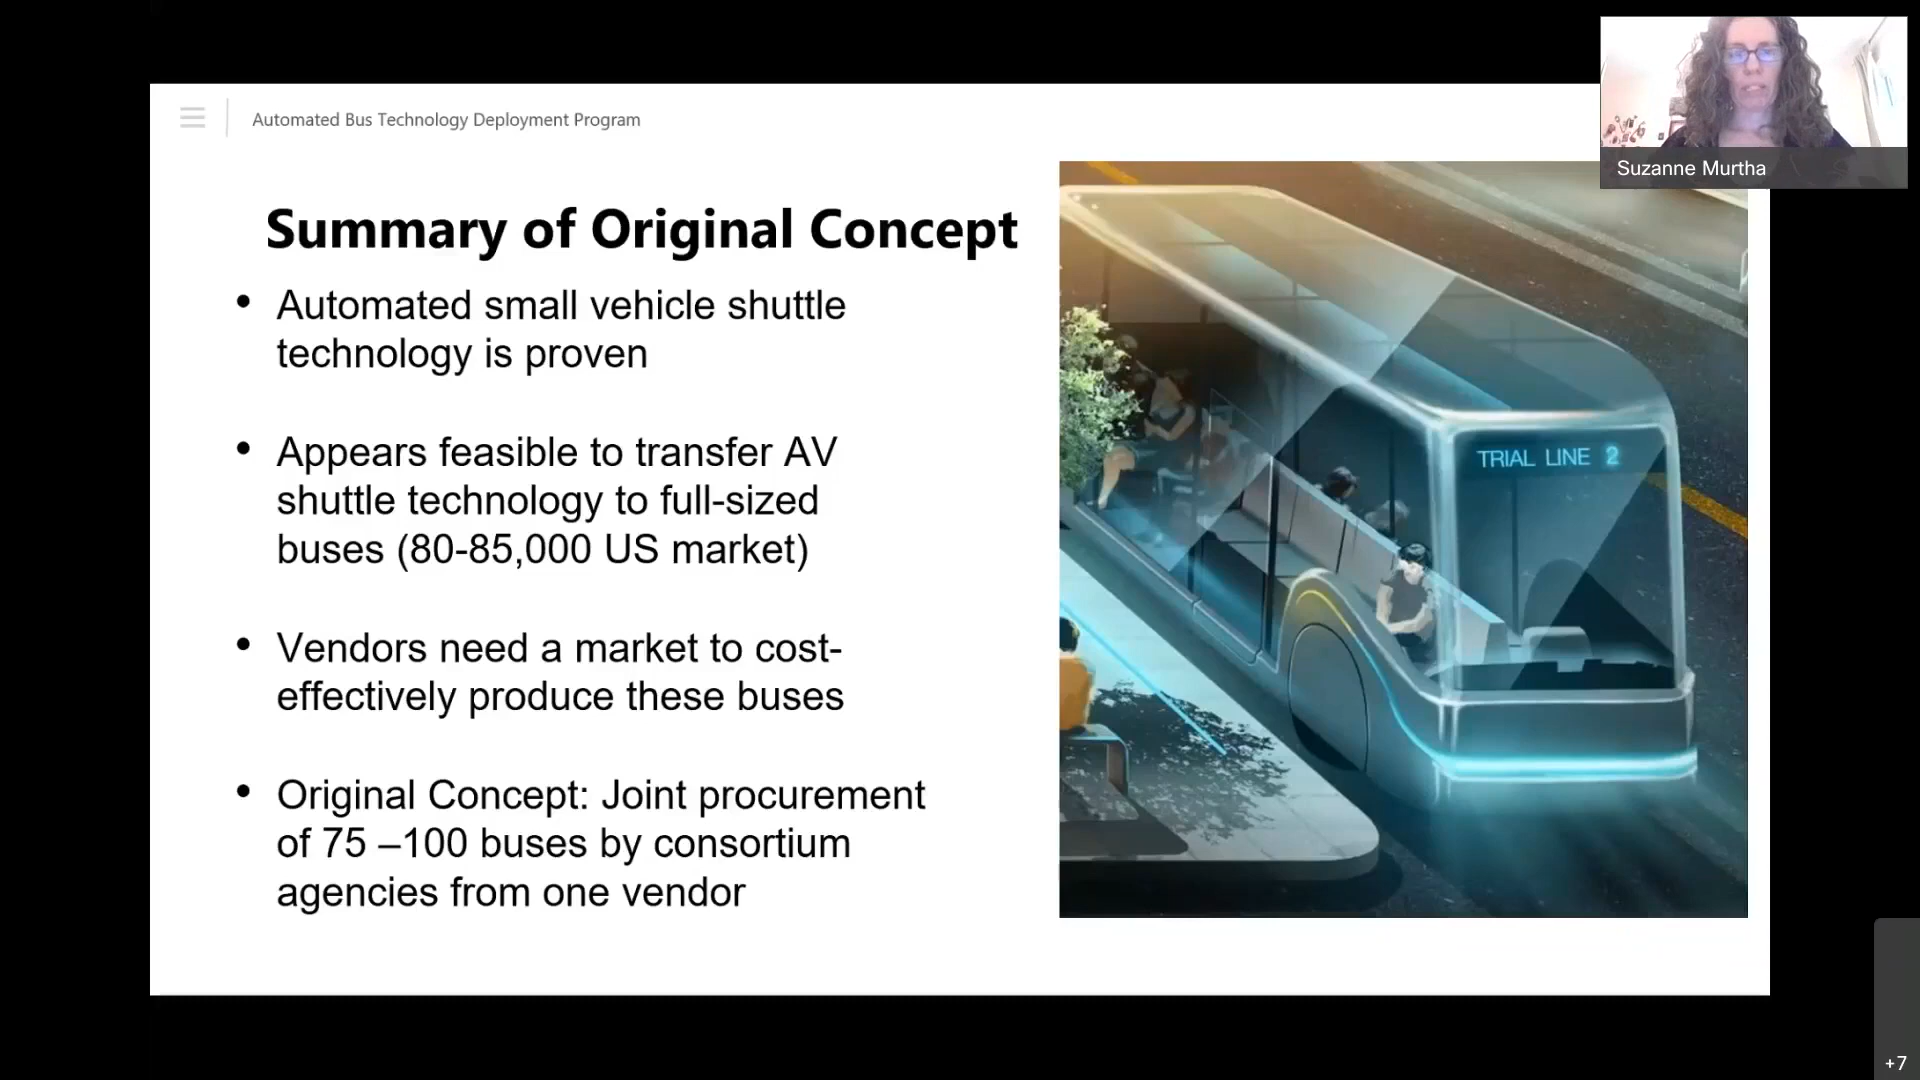 Automated Bus Technology Deployment Program
Suzanne Murtha
Summary of Original Concept
• Automated small vehicle shuttle
technology is proven
• Appears feasible to transfer AV
shuttle technology to full-sized
buses (80-85,000 US market)
• Vendors need a market to cost-
effectively produce these buses
• Original Concept: Joint procurement
of 75 –100 buses by consortium
agencies from one vendor
TRIAL LINE 2
+7